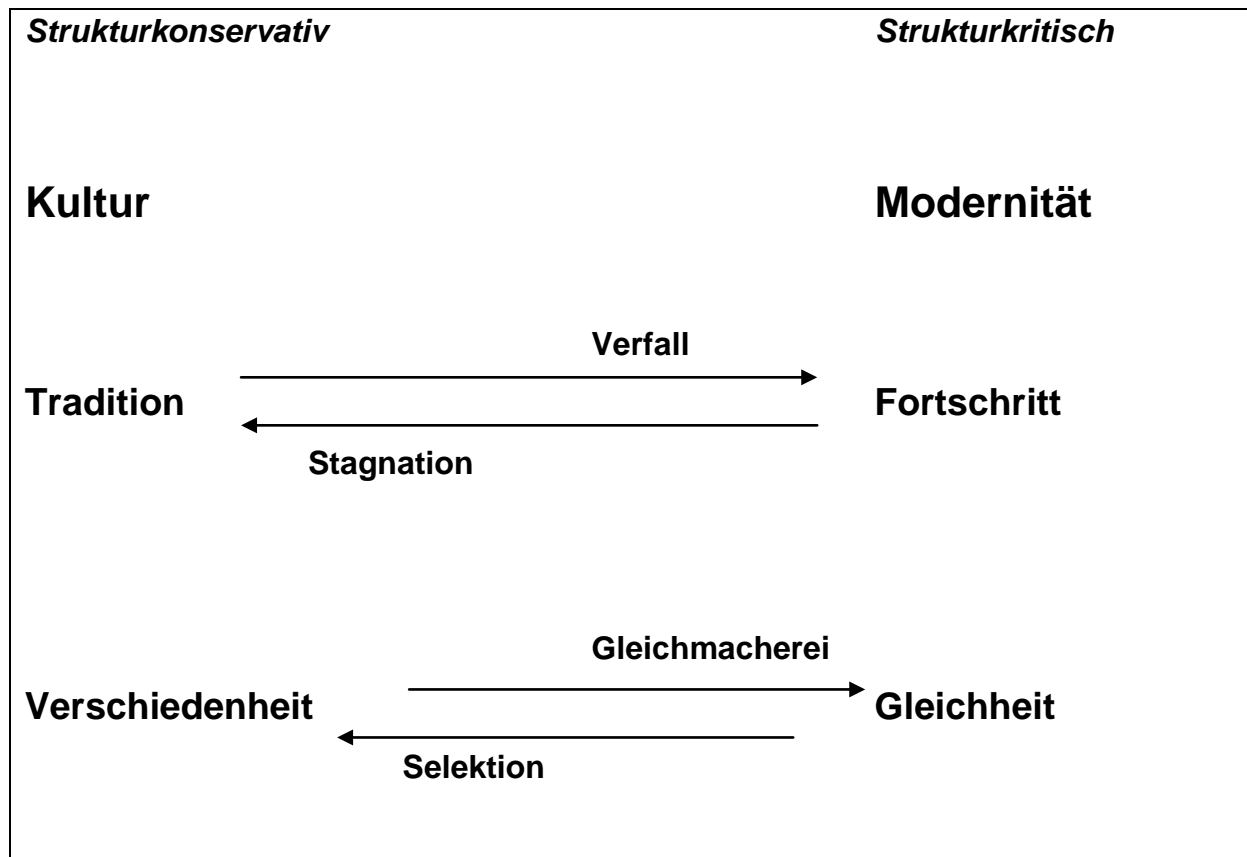 Strukturkonservativ Strukturkritisch
Kultur Modernität
Verfall
Tradition Fortschritt
Stagnation
Gleichmacherei
Verschiedenheit Gleichheit
Selektion